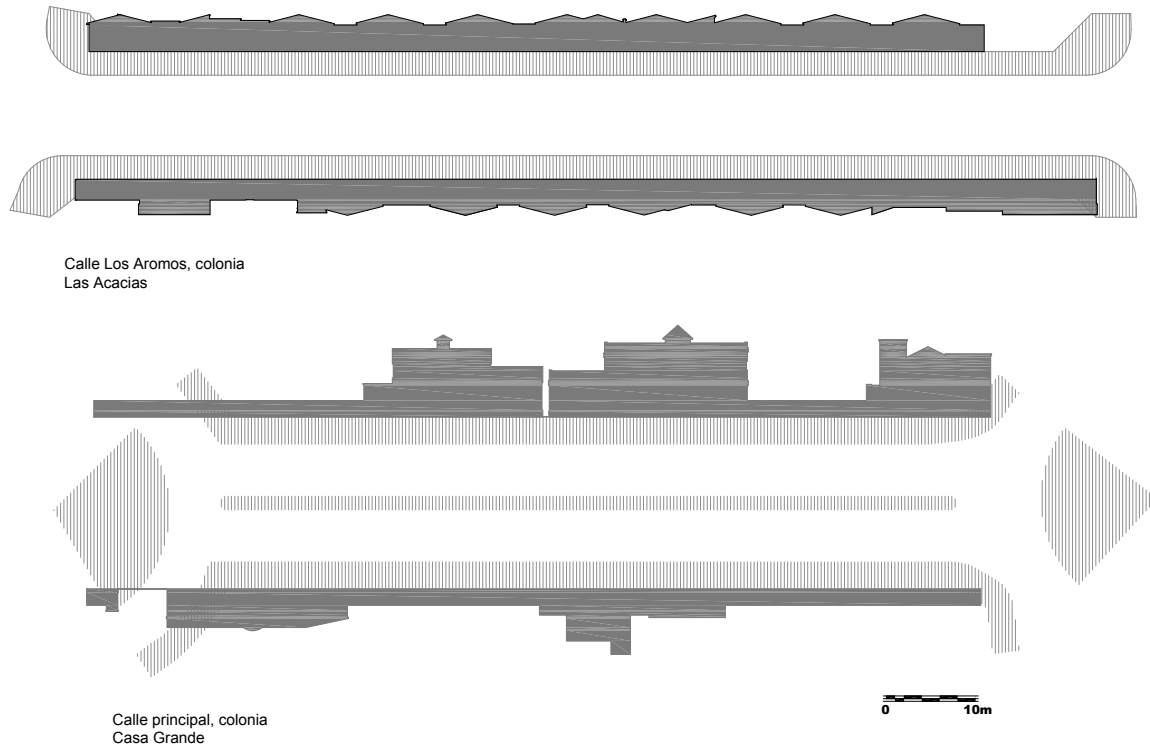 Calle Los Aromos, colonia
Las Acacias
0 10m
Calle principal, colonia
Casa Grande